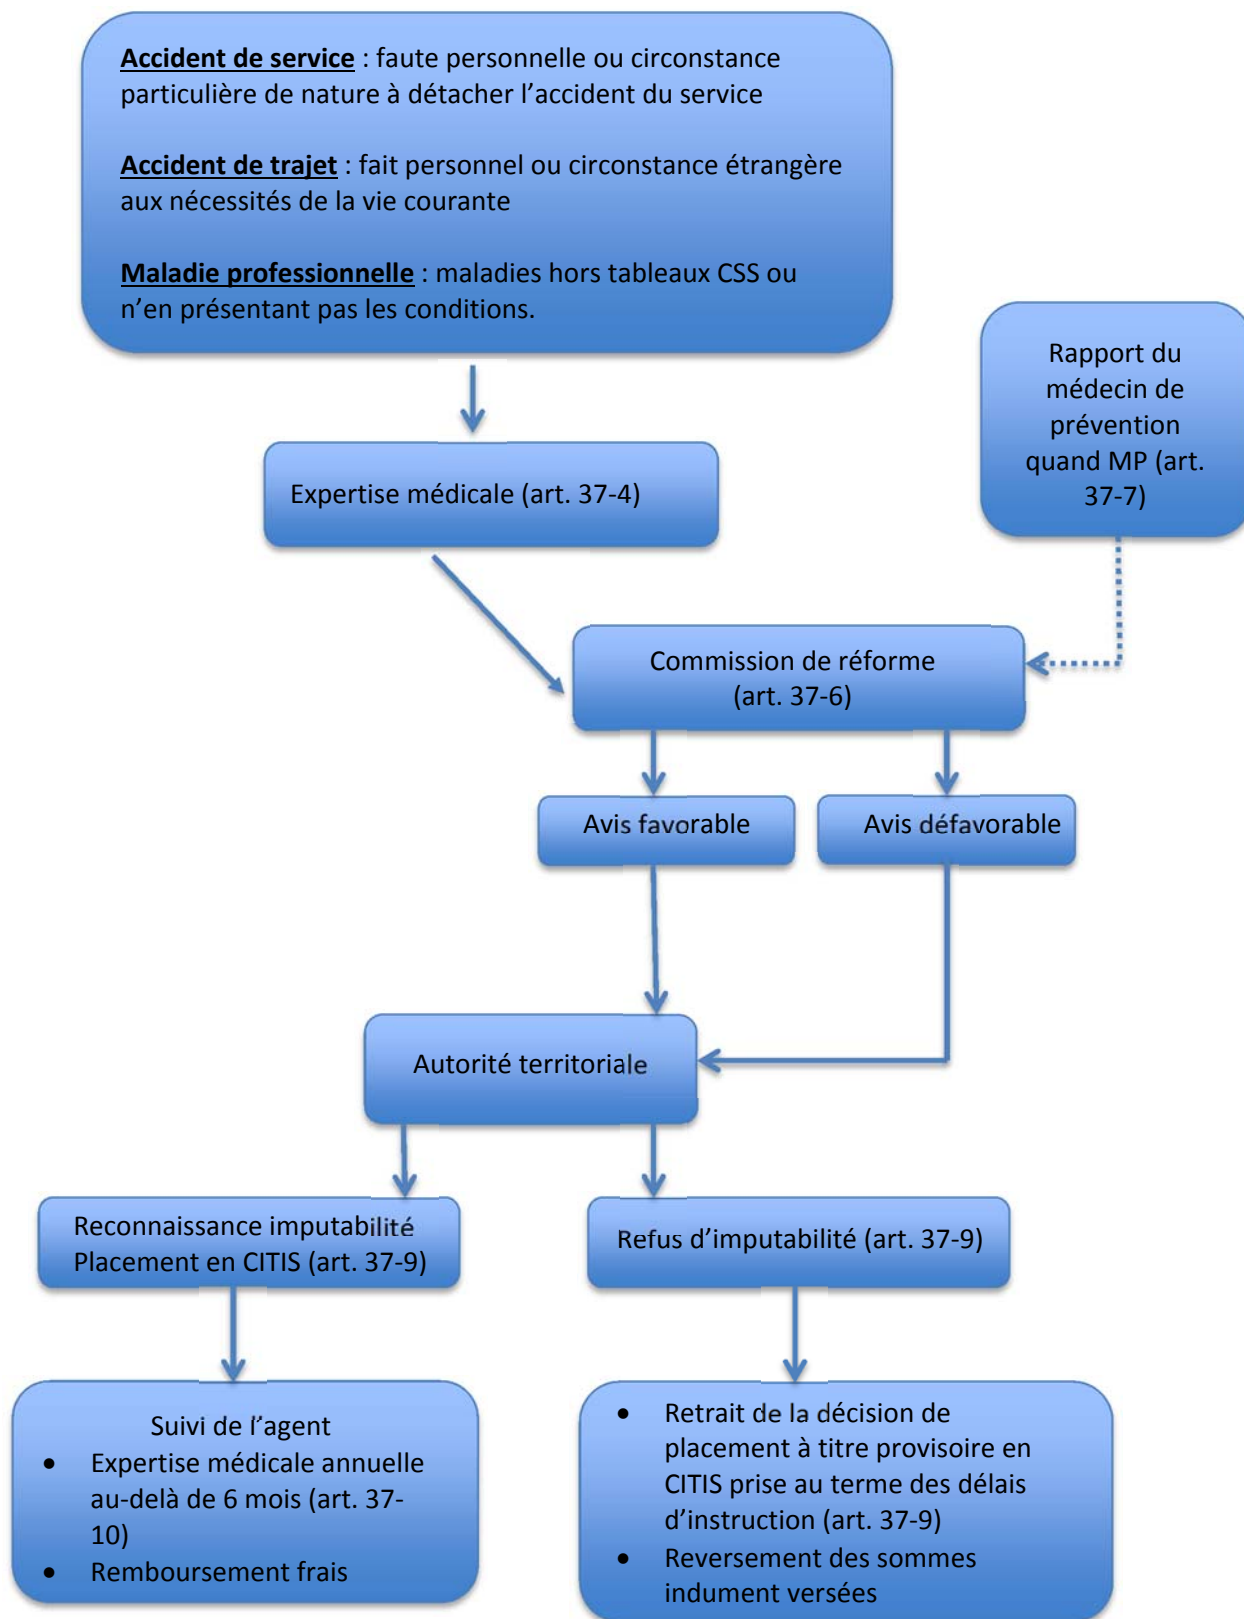 Accident de service : faute personnelle ou circonstance
particulière de nature à détacher l’accident du service
Accident de trajet : fait personnel ou circonstance étrangère
aux nécessités de la vie courante
Maladie professionnelle : maladies hors tableaux CSS ou
n’en présentant pas les conditions.
Rapport du
médecin de
prévention
quand MP (art.
37-7)
Expertise médicale (art. 37-4)
Commission de réforme
(art. 37-6)
Avis favorable
Avis défavorable
Autorité territoriale
Reconnaissance imputabilité
Placement en CITIS (art. 37-9)
Refus d’imputabilité (art. 37-9)
Suivi de l’agent
• Expertise médicale annuelle
au-delà de 6 mois (art. 37-
10)
• Remboursement frais
• Retrait de la décision de
placement à titre provisoire en
CITIS prise au terme des délais
d’instruction (art. 37-9)
• Reversement des sommes
indument versées